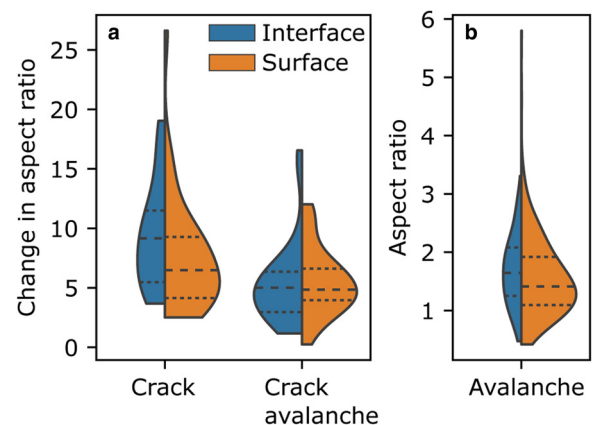 a
Interface
Surface
Change in aspect ratio
25
20
15
10
5
0
Crack
Crack
avalanche
b
Aspect ratio
6
5
4
3
2
1
Avalanche